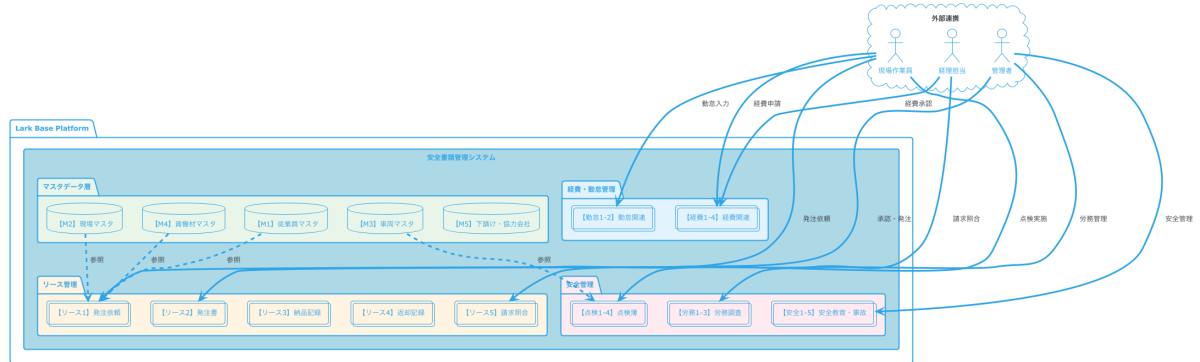 外部連携
現場作業員
経理担当
管理者
勤怠入力
経費申請
経費承認
Lark Base Platform
安全書類管理システム
マスタデータ層
【M2】現場マスタ
【M4】資機材マスタ
【M1】従業員マスタ
【M3】車両マスタ
【M5】下請け・協力会社
経費・勤怠管理
【勤怠1-2】勤怠関連
【経費1-4】経費関連
発注依頼
承認・発注
請求照合
点検実施
労務管理
安全管理
参照
参照
参照
参照
リース管理
【リース1】発注依頼
【リース2】発注書
【リース3】納品記録
【リース4】返却記録
【リース5】請求照合
安全管理
【点検1-4】点検簿
【労務1-3】労務調査
【安全1-5】安全教育・事故